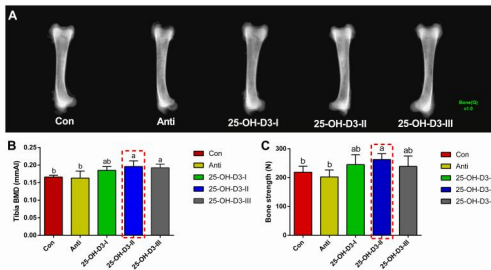 A
Con Anti 25-OH-D3-I 25-OH-D3-II 25-OH-D3-III
Bone(Q)
x1.0
B
Tibia BMD (mmAl)
0.25
0.20
0.15
0.10
0.05
0.00
b b ab a a
Con Anti 25-OH-D3-I 25-OH-D3-II 25-OH-D3-III
Con
Anti
25-OH-D3-I
25-OH-D3-II
25-OH-D3-III
C
Bone strength (N)
300
200
100
0
b b ab a ab
Con Anti 25-OH-D3-I 25-OH-D3-II 25-OH-D3-III
Con
Anti
25-OH-D3-
25-OH-D3-
25-OH-D3-